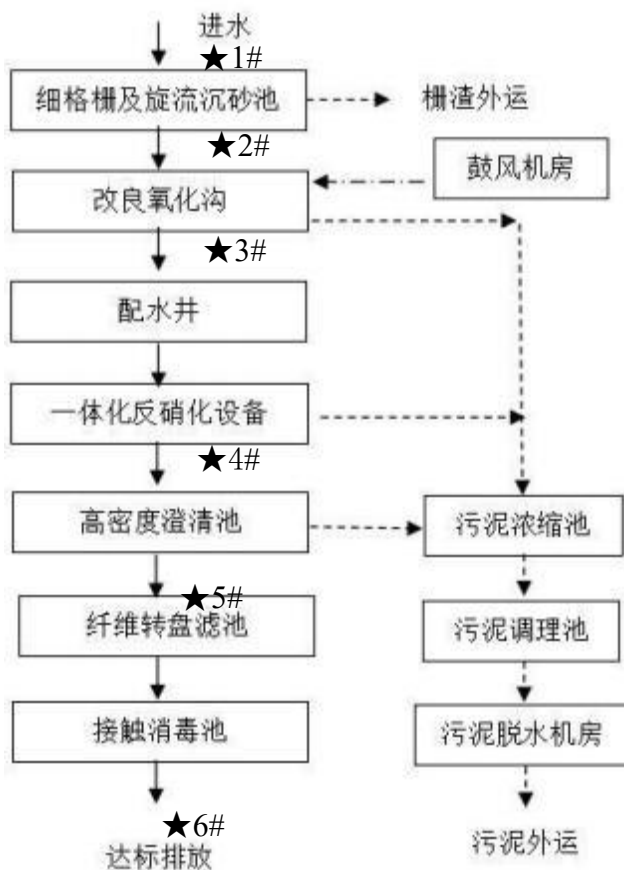 进水
★1#
细格栅及旋流沉砂池
栅渣外运
★2#
鼓风机房
改良氧化沟
★3#
配水井
一体化反硝化设备
★4#
高密度澄清池
污泥浓缩池
★5#
纤维转盘滤池
污泥调理池
接触消毒池
污泥脱水机房
★6#
达标排放
污泥外运